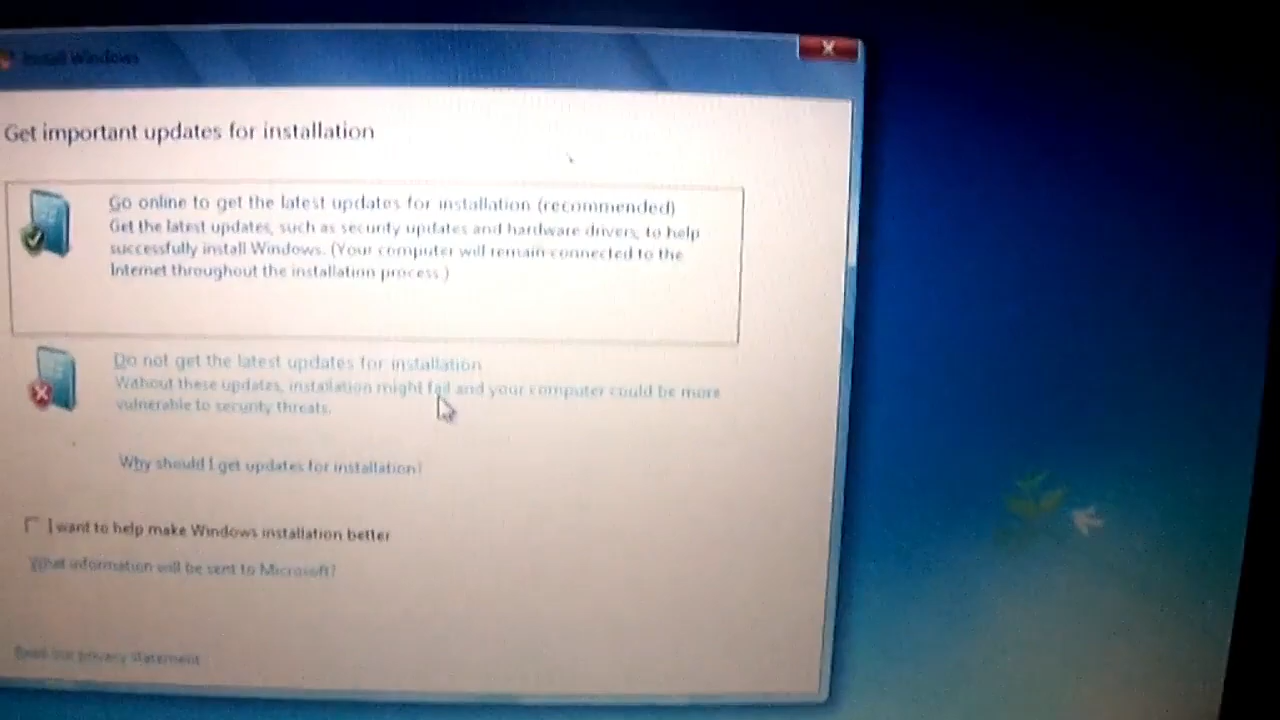 Install Windows
Get important updates for installation
Go online to get the latest updates for installation (recommended)
Get the latest updates, such as security updates and hardware drivers, to help
successfully install Windows. (Your computer will remain connected to the
Internet throughout the installation process.)
Do not get the latest updates for installation
Without these updates, installation might fail and your computer could be more
vulnerable to security threats.
Why should I get updates for installation?
I want to help make Windows installation better
What information will be sent to Microsoft?
Read our privacy statement